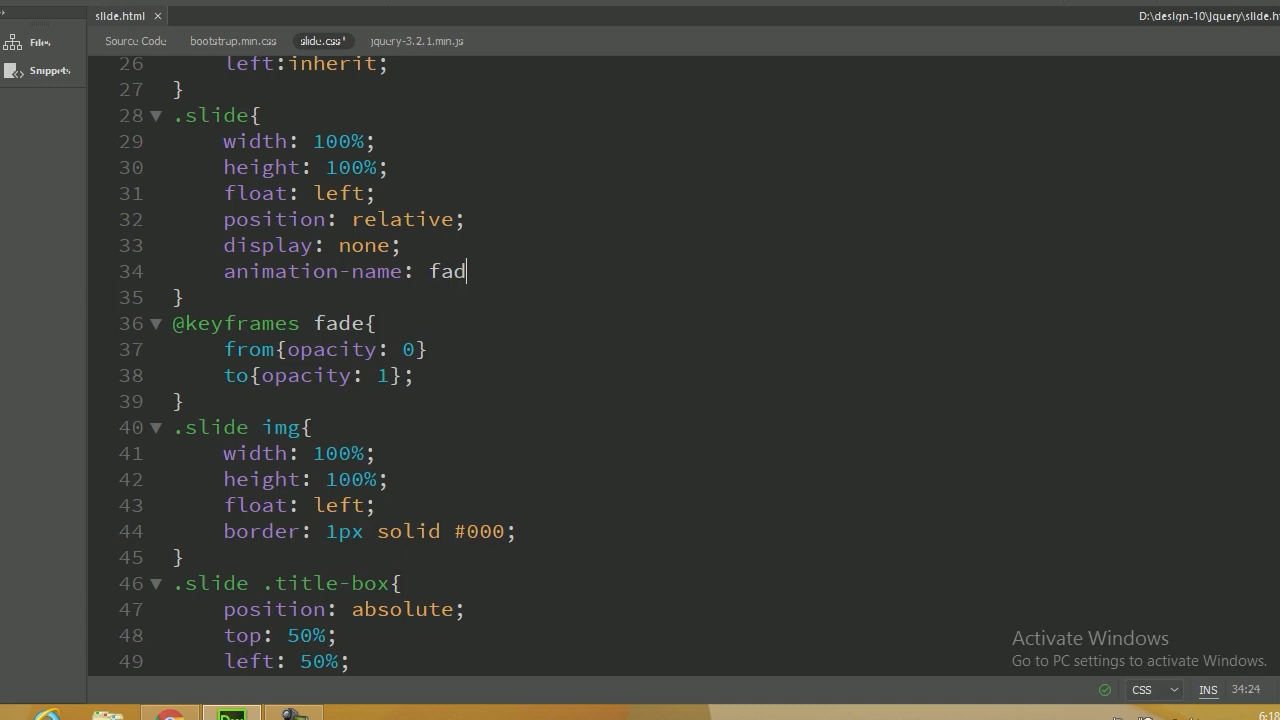 slide.html ×
D:\design-10\jquery\slide.h
Files
Source Code bootstrap.min.css slide.css* jquery-3.2.1.min.js
Snippets
26 left:inherit;
27 }
28 ▼ .slide{
29 width: 100%;
30 height: 100%;
31 float: left;
32 position: relative;
33 display: none;
34 animation-name: fad
35 }
36 ▼ @keyframes fade{
37 from{opacity: 0}
38 to{opacity: 1};
39 }
40 ▼ .slide img{
41 width: 100%;
42 height: 100%;
43 float: left;
44 border: 1px solid #000;
45 }
46 ▼ .slide .title-box{
47 position: absolute;
48 top: 50%;
49 left: 50%;
Activate Windows
Go to PC settings to activate Windows.
CSS INS 34:24